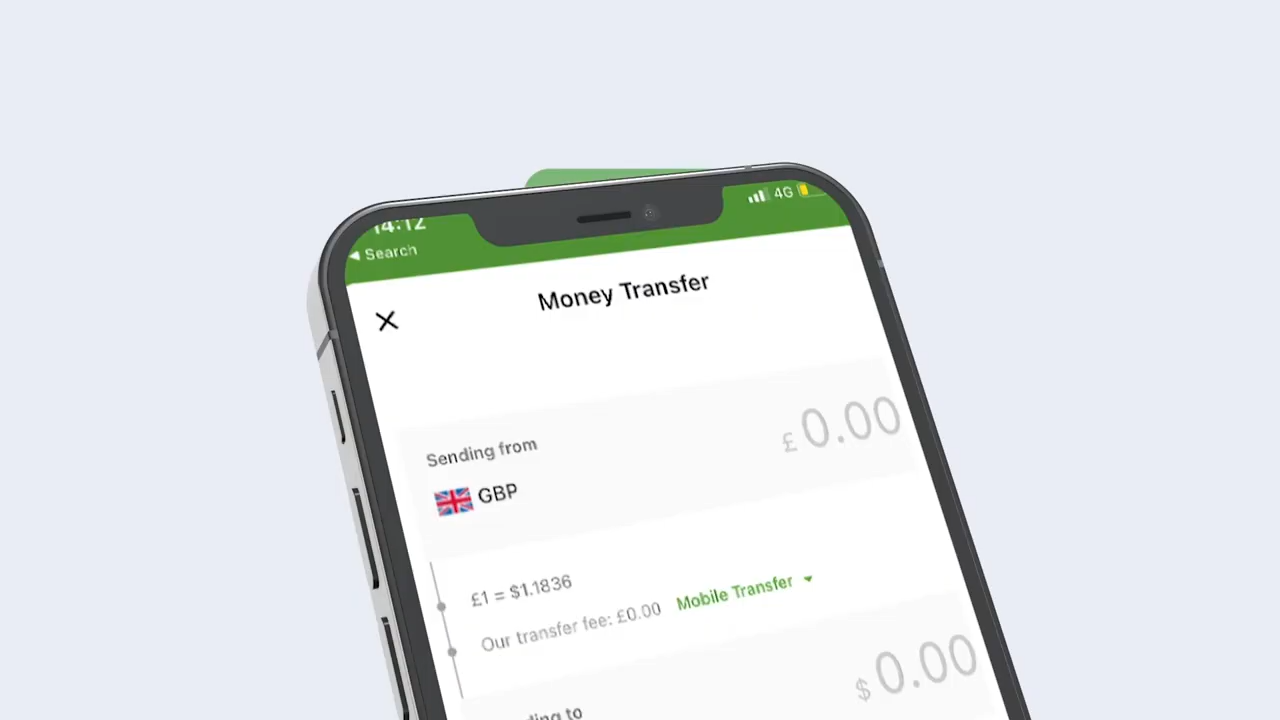 14:12
4G
◀ Search
Money Transfer
Sending from
£ 0.00
GBP
£1 = $1.1836
Our transfer fee: £0.00 Mobile Transfer
$ 0.00
to